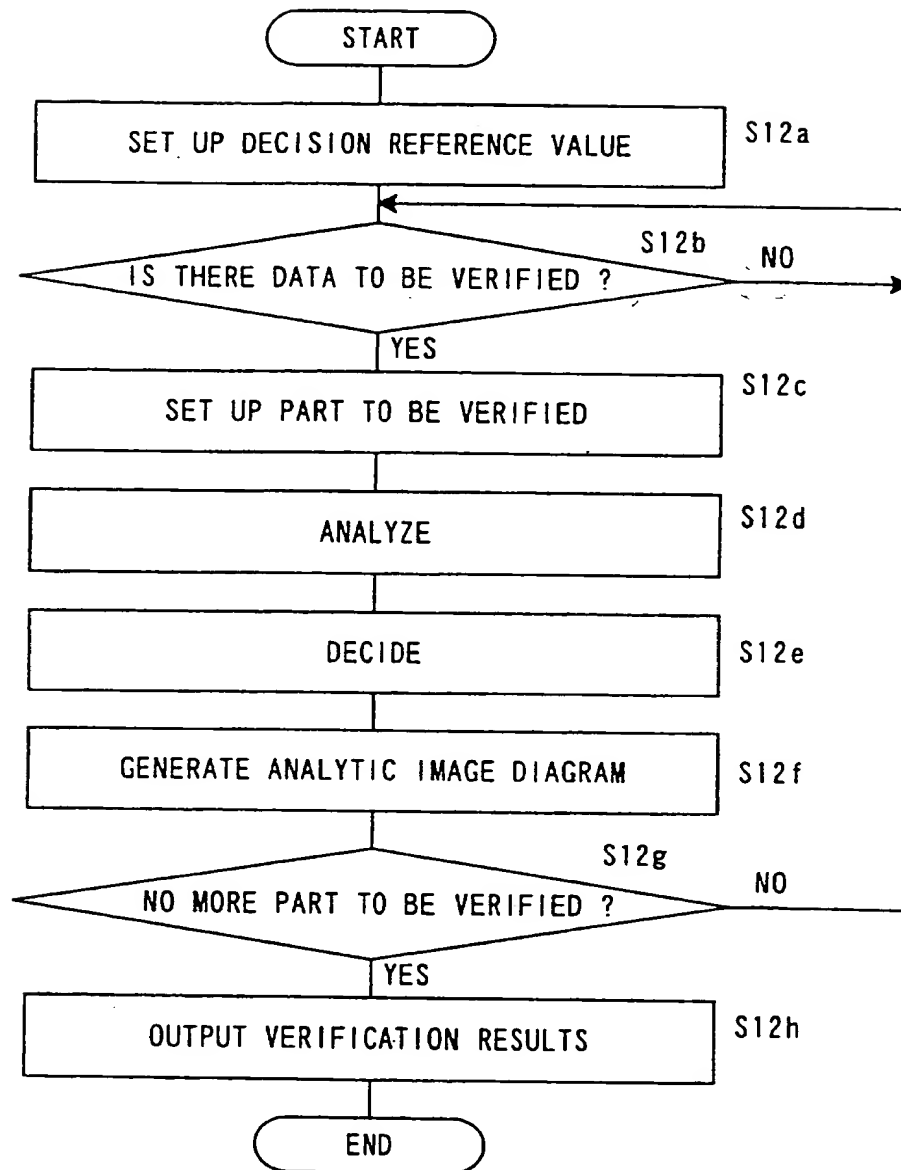 START
SET UP DECISION REFERENCE VALUE
S12a
S12b
NO
IS THERE DATA TO BE VERIFIED ?
YES
S12c
SET UP PART TO BE VERIFIED
S12d
ANALYZE
DECIDE
S12e
GENERATE ANALYTIC IMAGE DIAGRAM
S12f
S12g
NO
NO MORE PART TO BE VERIFIED ?
YES
OUTPUT VERIFICATION RESULTS
S12h
END